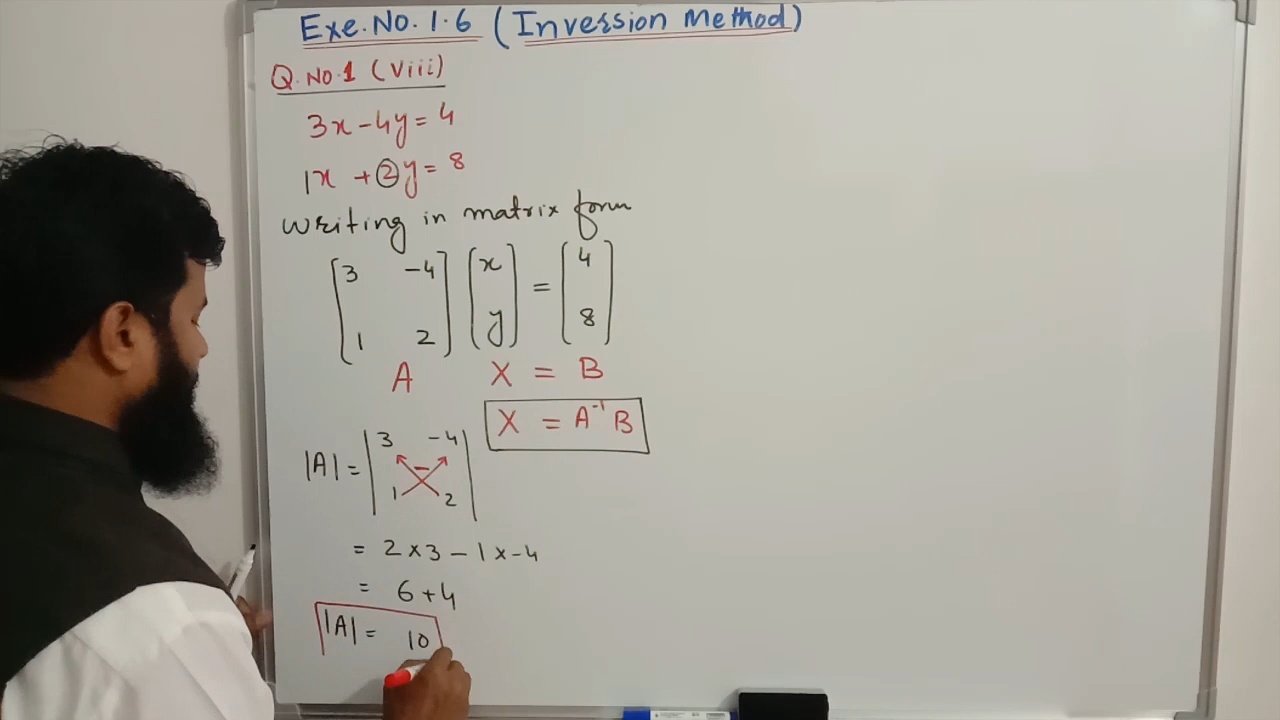 Exe. No. 1.6 (Inversion Method)
Q. No. 1 (Viii)
3x - 4y = 4
1x + 2y = 8
Writing in matrix form
[3 -4] [x] = [4]
[1 2] [y] [8]
A X = B
X = A⁻¹ B
|A| = |3 -4|
|1 2|
-
= 2 × 3 - 1 × -4
= 6 + 4
|A| = 10